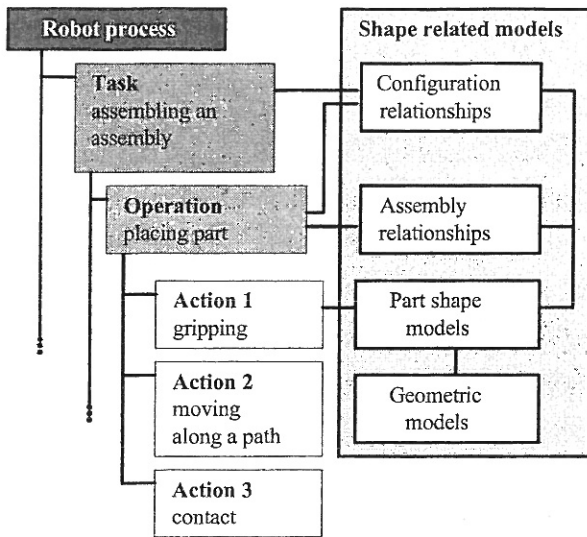 Robot process
Task
assembling an
assembly
Operation
placing part
Action 1
gripping
Action 2
moving
along a path
Action 3
contact
Shape related models
Configuration
relationships
Assembly
relationships
Part shape
models
Geometric
models